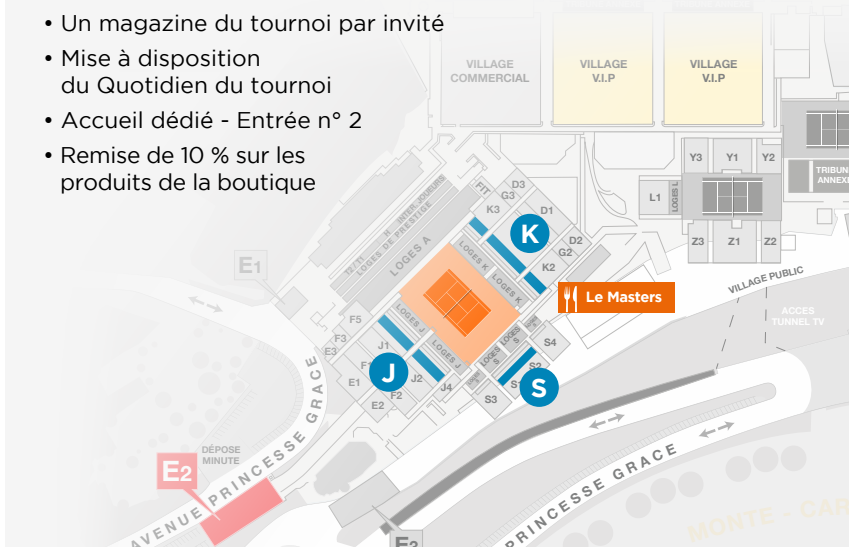 • Un magazine du tournoi par invité
• Mise à disposition
du Quotidien du tournoi
• Accueil dédié - Entrée n° 2
• Remise de 10 % sur les
produits de la boutique
VILLAGE
COMMERCIAL
VILLAGE
V.I.P
VILLAGE
V.I.P
Y3
Y1
Y2
TRIBUN
ANNEXE
L1
LOGES L
Z3
Z1
Z2
FIT
D3
G3
K3
D1
K
D2
G2
K2
LOGES DE PRESTIGE
LOGES A
LOGES K
LOGES K
E1
Le Masters
VILLAGE PUBLIC
ACCES
TUNNEL TV
F5
F3
E3
J1
LOGES J
LOGES J
J
E1
J2
J4
F2
E2
LOGES S
LOGES S
S4
S2
S
S3
DÉPOSE
MINUTE
E2
AVENUE PRINCESSE GRACE
PRINCESSE GRACE
MONTE - CAR